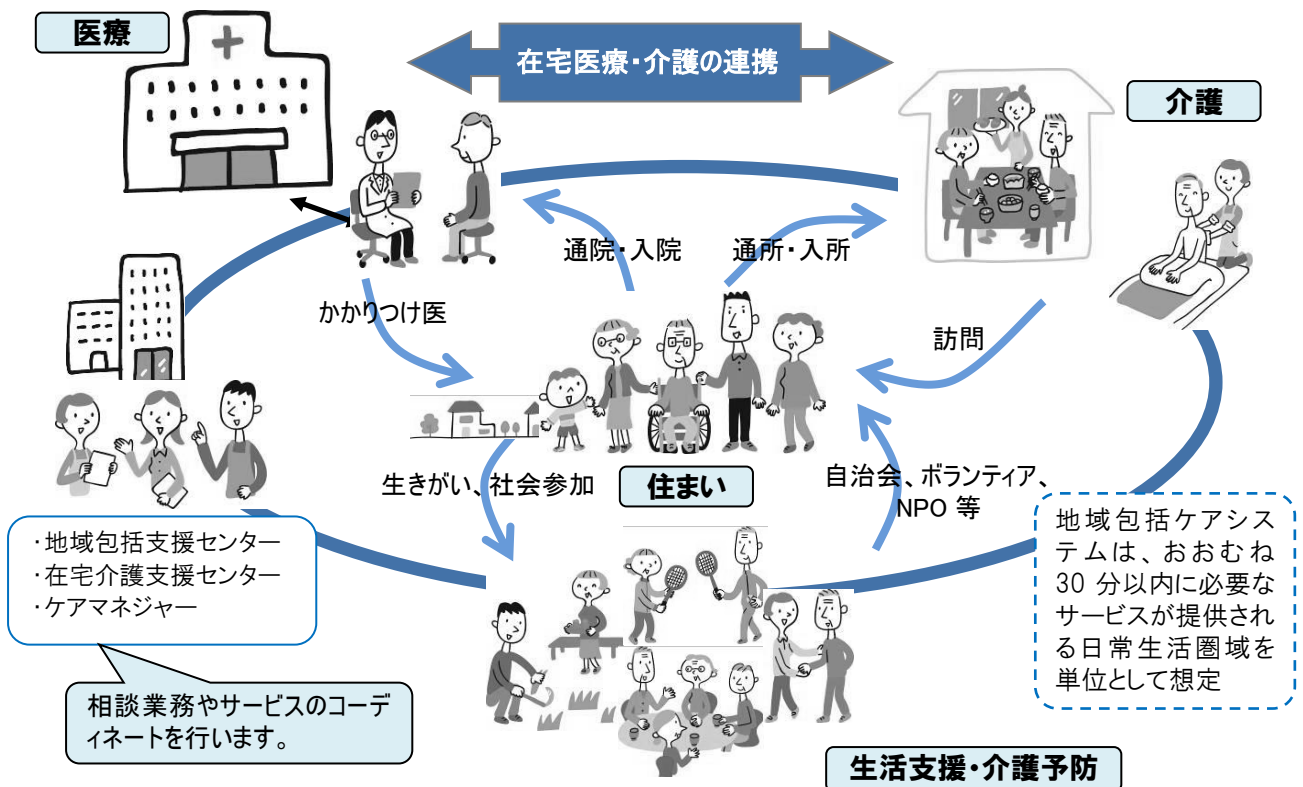 医療
在宅医療・介護の連携
介護
通院・入院
通所・入所
かかりつけ医
訪問
生きがい、社会参加
住まい
自治会、ボランティア、
NPO 等
・地域包括支援センター
・在宅介護支援センター
・ケアマネジャー
地域包括ケアシス
テムは、おおむね
30 分以内に必要な
サービスが提供され
る日常生活圏域を
単位として想定
相談業務やサービスのコーデ
ィネートを行います。
生活支援・介護予防